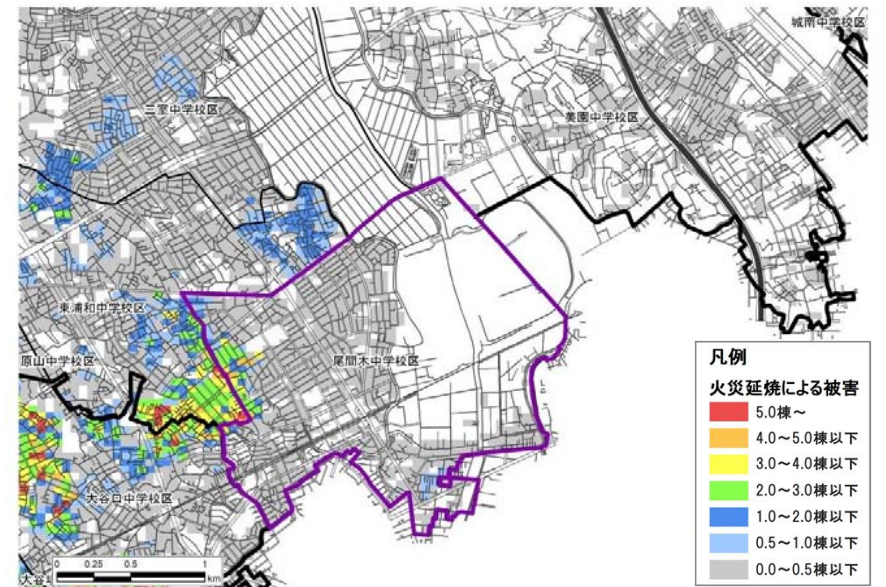 城南中学校区
三室中学校区
美園中学校区
東浦和中学校区
原山中学校区
尾間木中学校区
大谷口中学校区
大谷
0 0.25 0.5 1
km
凡例
火災延焼による被害
5.0棟～
4.0～5.0棟以下
3.0～4.0棟以下
2.0～3.0棟以下
1.0～2.0棟以下
0.5～1.0棟以下
0.0～0.5棟以下